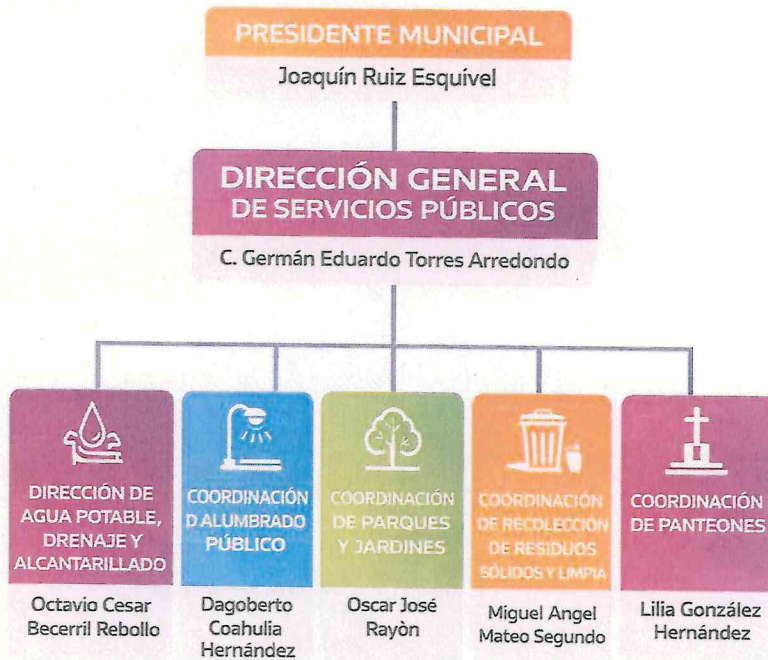 PRESIDENTE MUNICIPAL
Joaquín Ruiz Esquível
DIRECCIÓN GENERAL
DE SERVICIOS PÚBLICOS
C. Germán Eduardo Torres Arredondo
DIRECCIÓN DE
AGUA POTABLE,
DRENAJE Y
ALCANTARILLADO
Octavio Cesar
Becerril Rebollo
COORDINACIÓN
D ALUMBRADO
PÚBLICO
Dagoberto
Coahulia
Hernández
COORDINACIÓN
DE PARQUES
Y JARDINES
Oscar José
Rayòn
COORDINACIÓN
DE RECOLECCIÓN
DE RESIDUOS
SÓLIDOS Y LIMPIA
Miguel Angel
Mateo Segundo
COORDINACIÓN
DE PANTEONES
Lilia González
Hernández